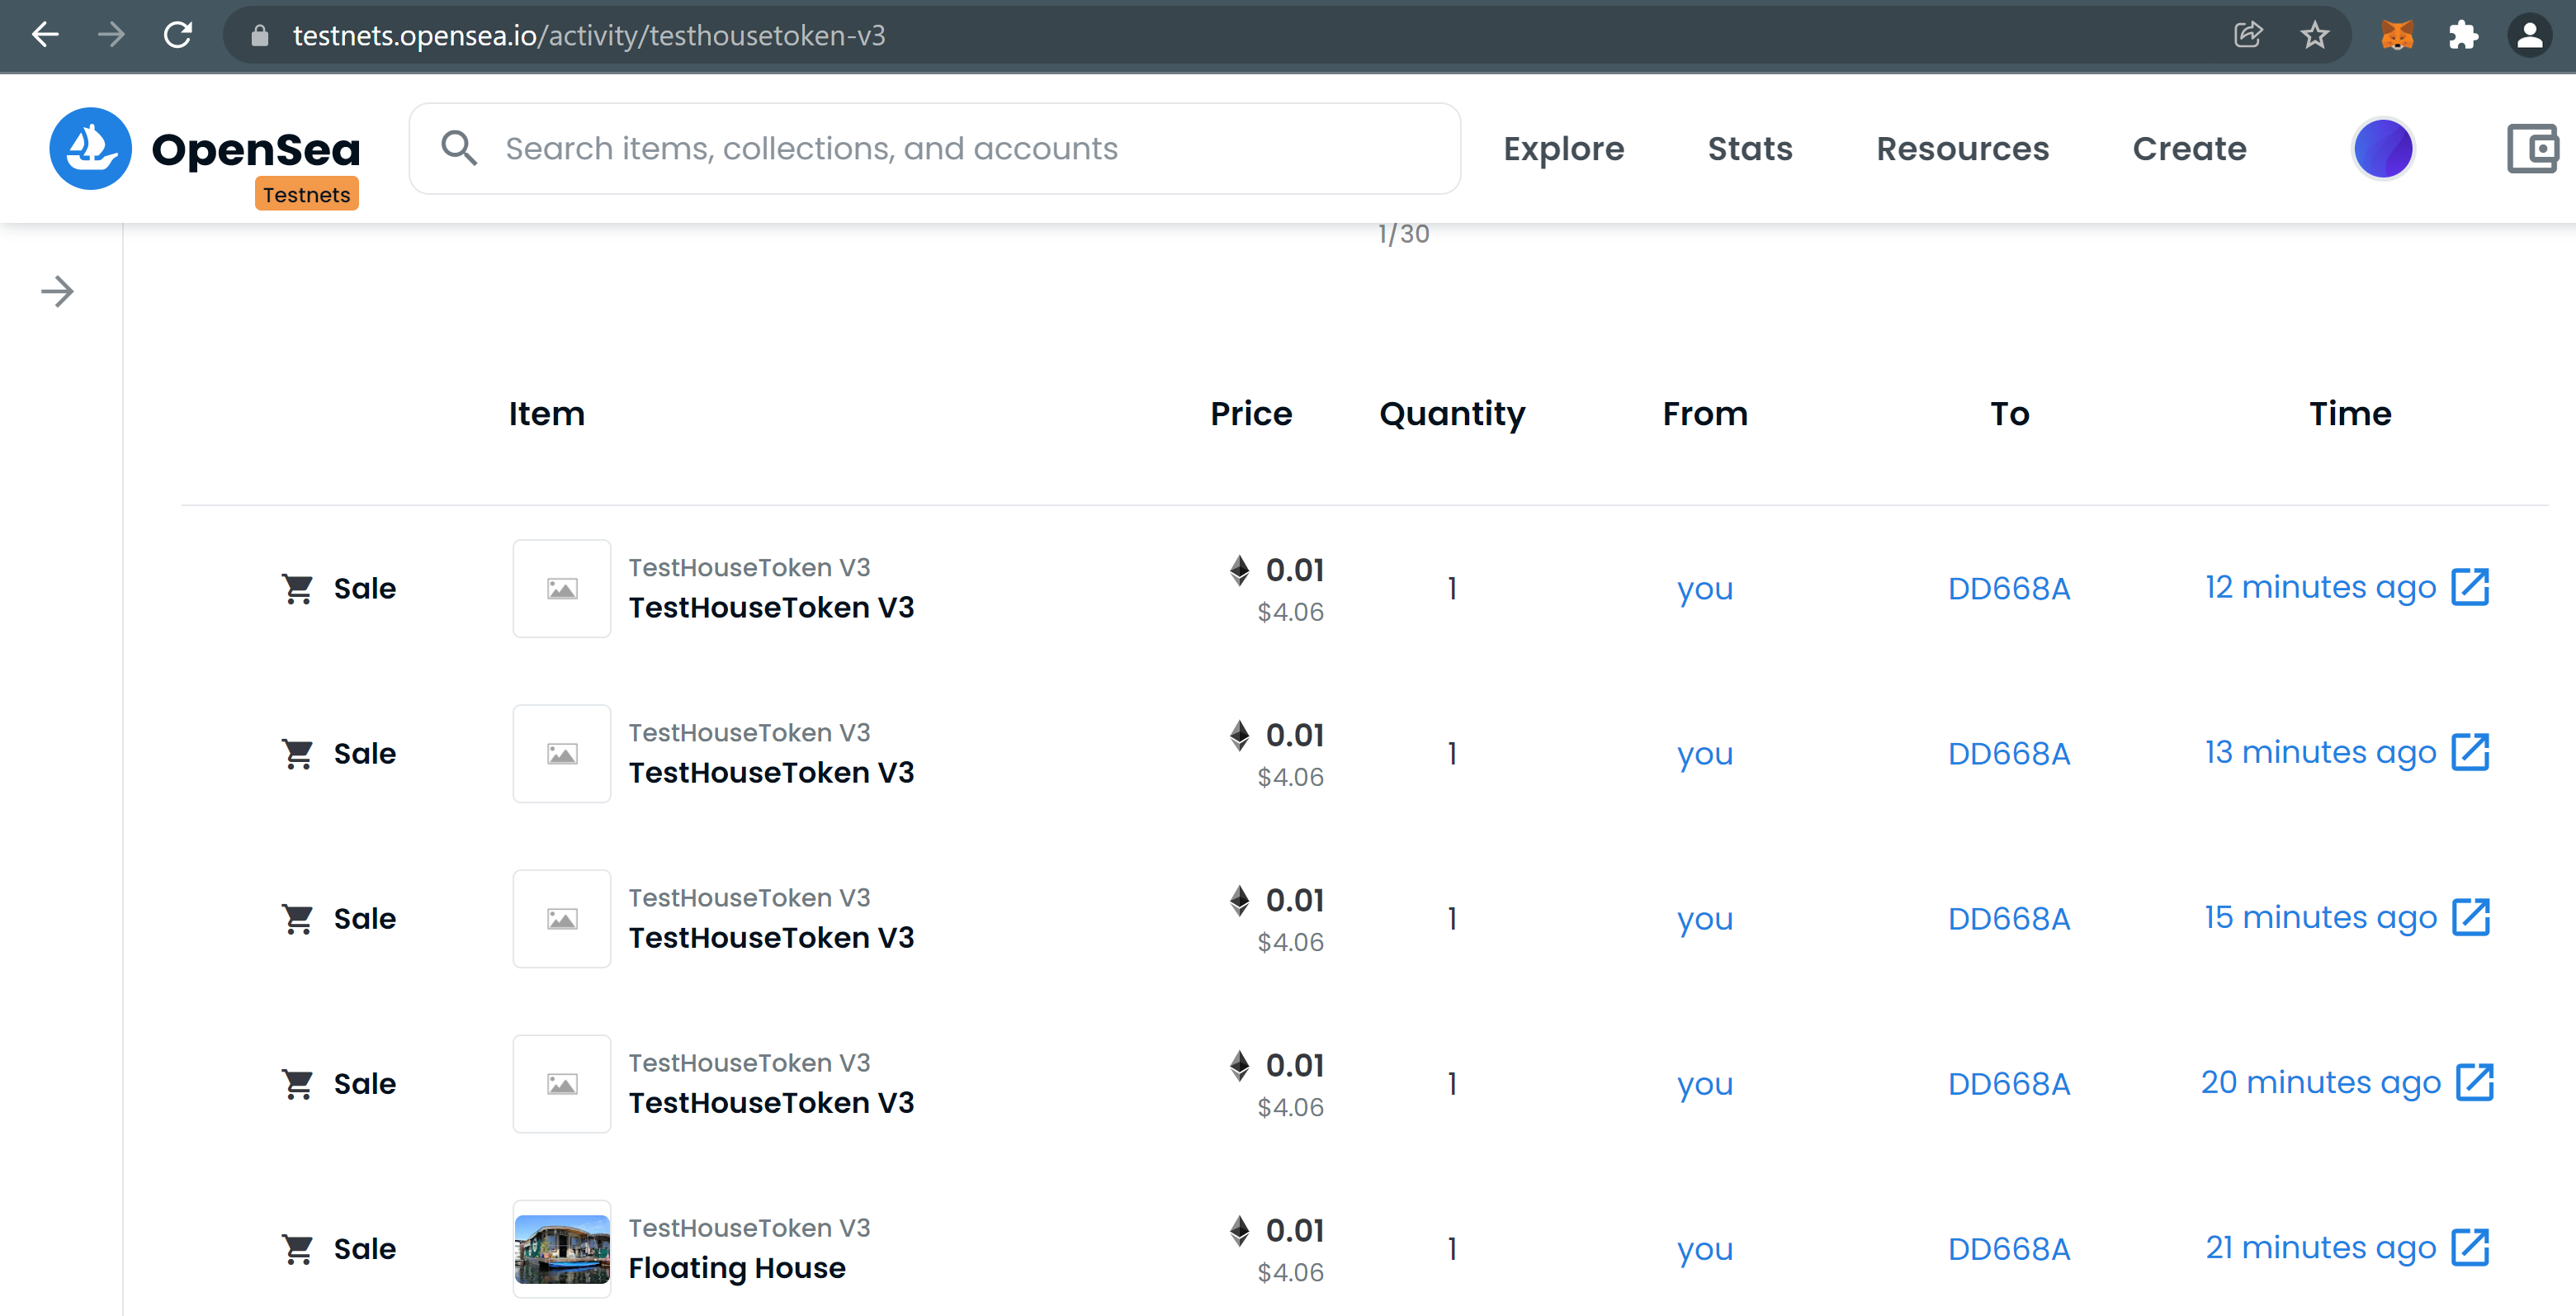 testnets.opensea.io/activity/testhousetoken-v3
OpenSea
Testnets
Search items, collections, and accounts
Explore Stats Resources Create
1/30
Item Price Quantity From To Time
Sale TestHouseToken V3 0.01 1 you DD668A 12 minutes ago
TestHouseToken V3 $4.06
Sale TestHouseToken V3 0.01 1 you DD668A 13 minutes ago
TestHouseToken V3 $4.06
Sale TestHouseToken V3 0.01 1 you DD668A 15 minutes ago
TestHouseToken V3 $4.06
Sale TestHouseToken V3 0.01 1 you DD668A 20 minutes ago
TestHouseToken V3 $4.06
Sale TestHouseToken V3 0.01 1 you DD668A 21 minutes ago
Floating House $4.06